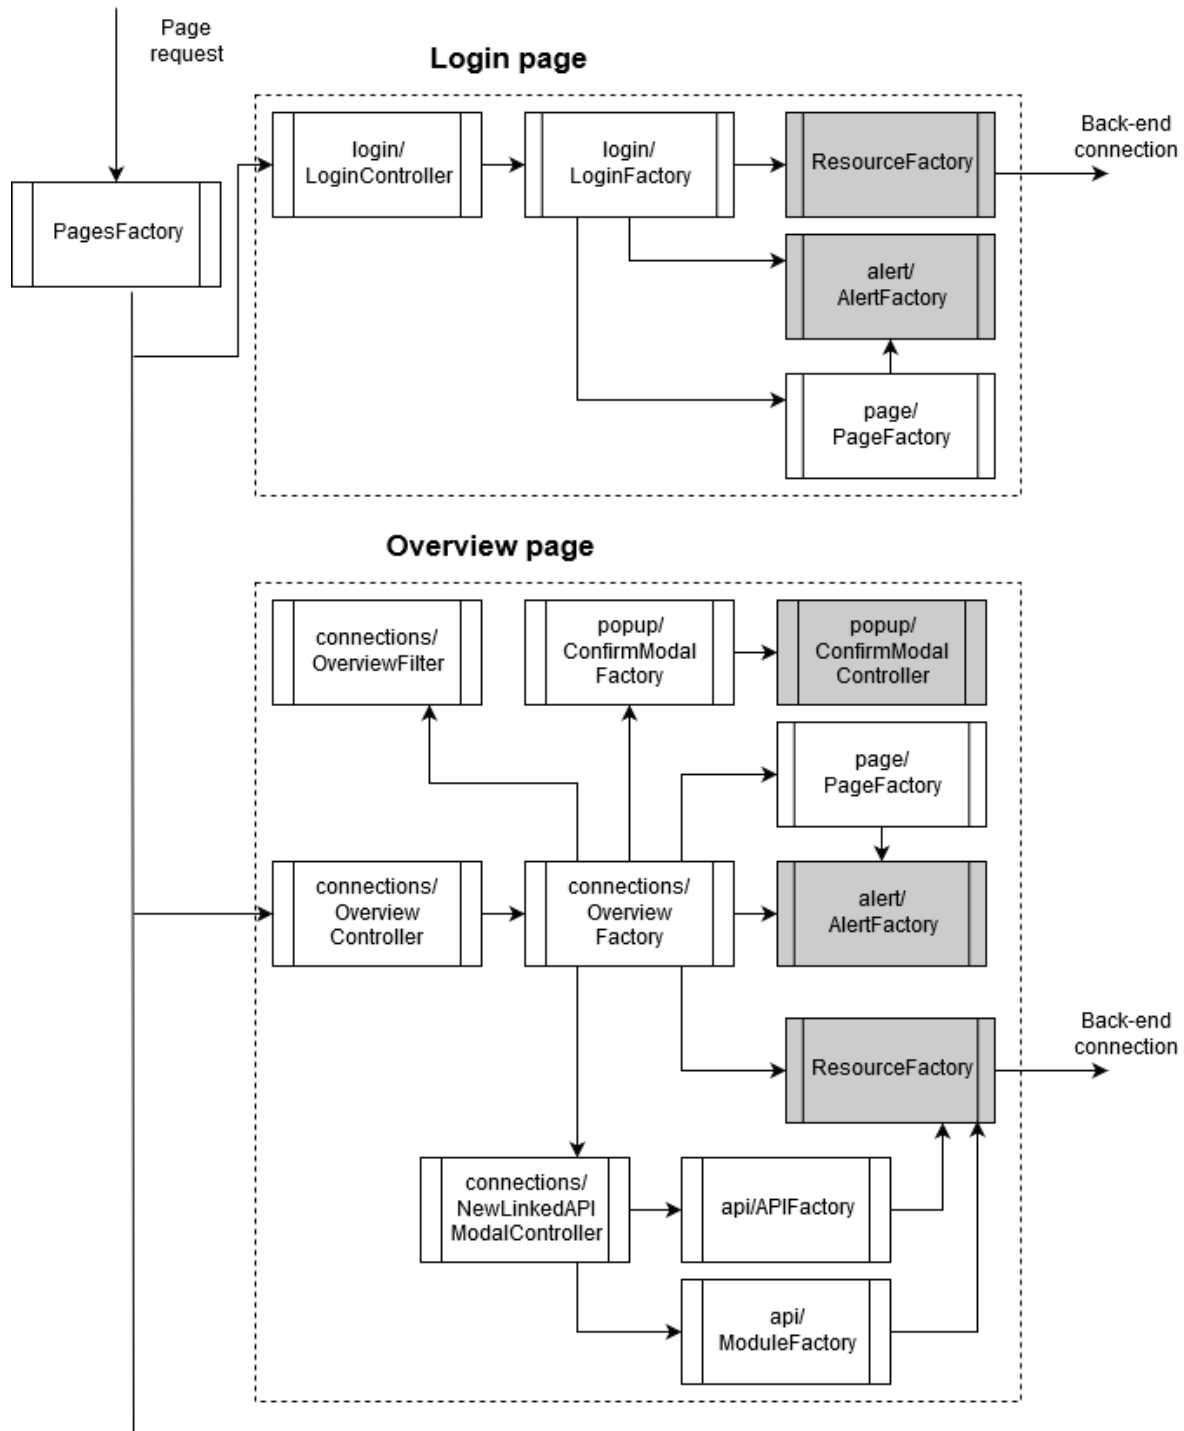 Page
request
Login page
PagesFactory
login/
LoginController
login/
LoginFactory
ResourceFactory
Back-end
connection
alert/
AlertFactory
page/
PageFactory
Overview page
connections/
OverviewFilter
popup/
ConfirmModal
Factory
popup/
ConfirmModal
Controller
page/
PageFactory
connections/
Overview
Controller
connections/
Overview
Factory
alert/
AlertFactory
ResourceFactory
Back-end
connection
connections/
NewLinkedAPI
ModalController
api/APIFactory
api/
ModuleFactory